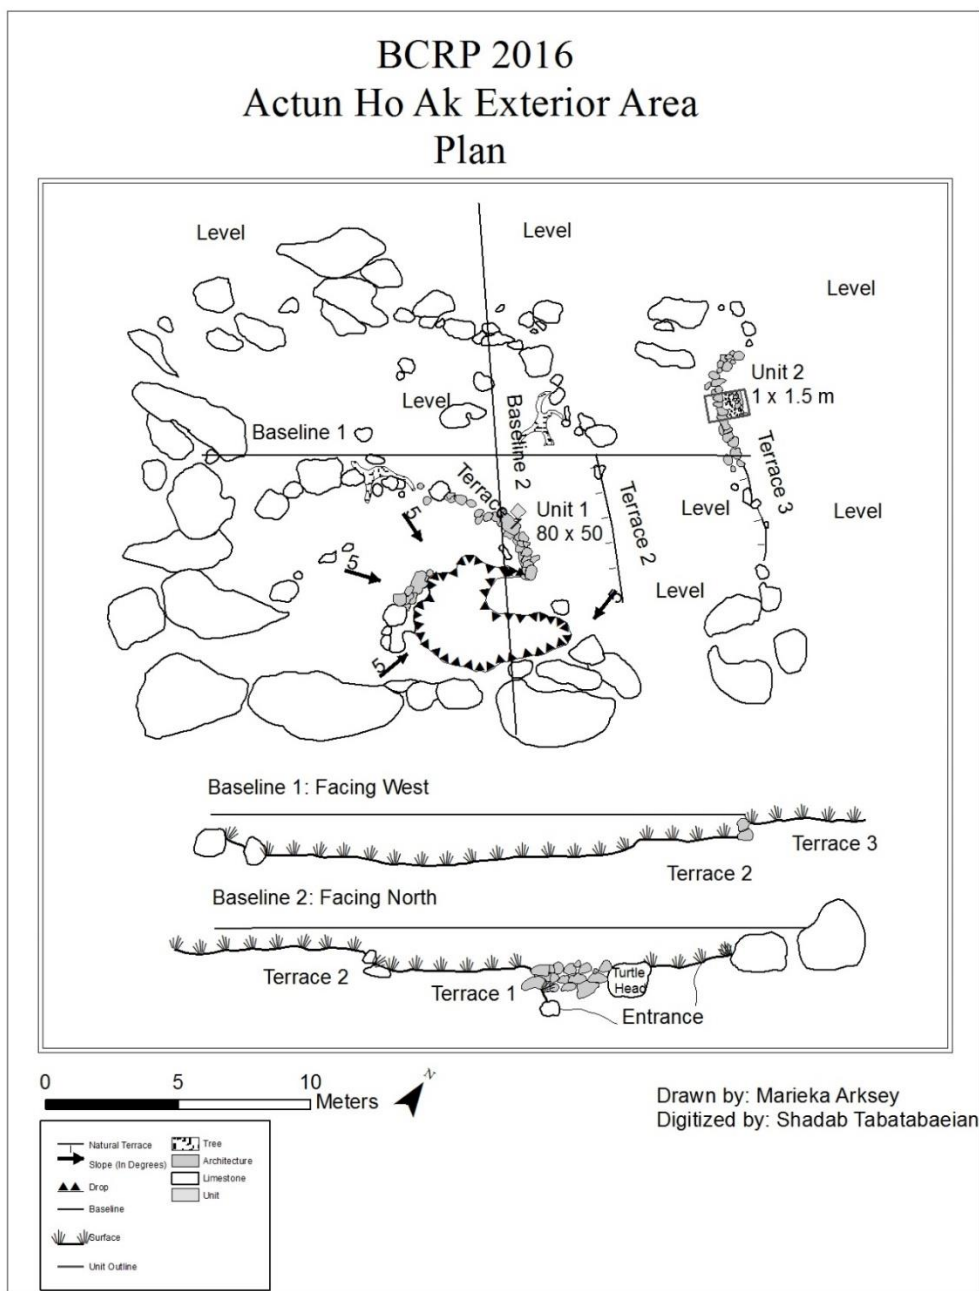 BCRP 2016
Actun Ho Ak Exterior Area
Plan
Level
Level
Level
Unit 2
1 x 1.5 m
Level
Baseline 1
Baseline 2
Terrace 3
Terrace 1
Unit 1
80 x 50
Terrace 2
Level
Level
5
5
Level
5
5
Baseline 1: Facing West
Terrace 2
Terrace 3
Baseline 2: Facing North
Terrace 2
Terrace 1
Turtle
Head
Entrance
0 5 10
Meters
N
Drawn by: Marieka Arksey
Digitized by: Shadab Tabatabaeian
Natural Terrace
Slope (In Degrees)
Drop
Baseline
Surface
Unit Outline
Tree
Architecture
Limestone
Unit